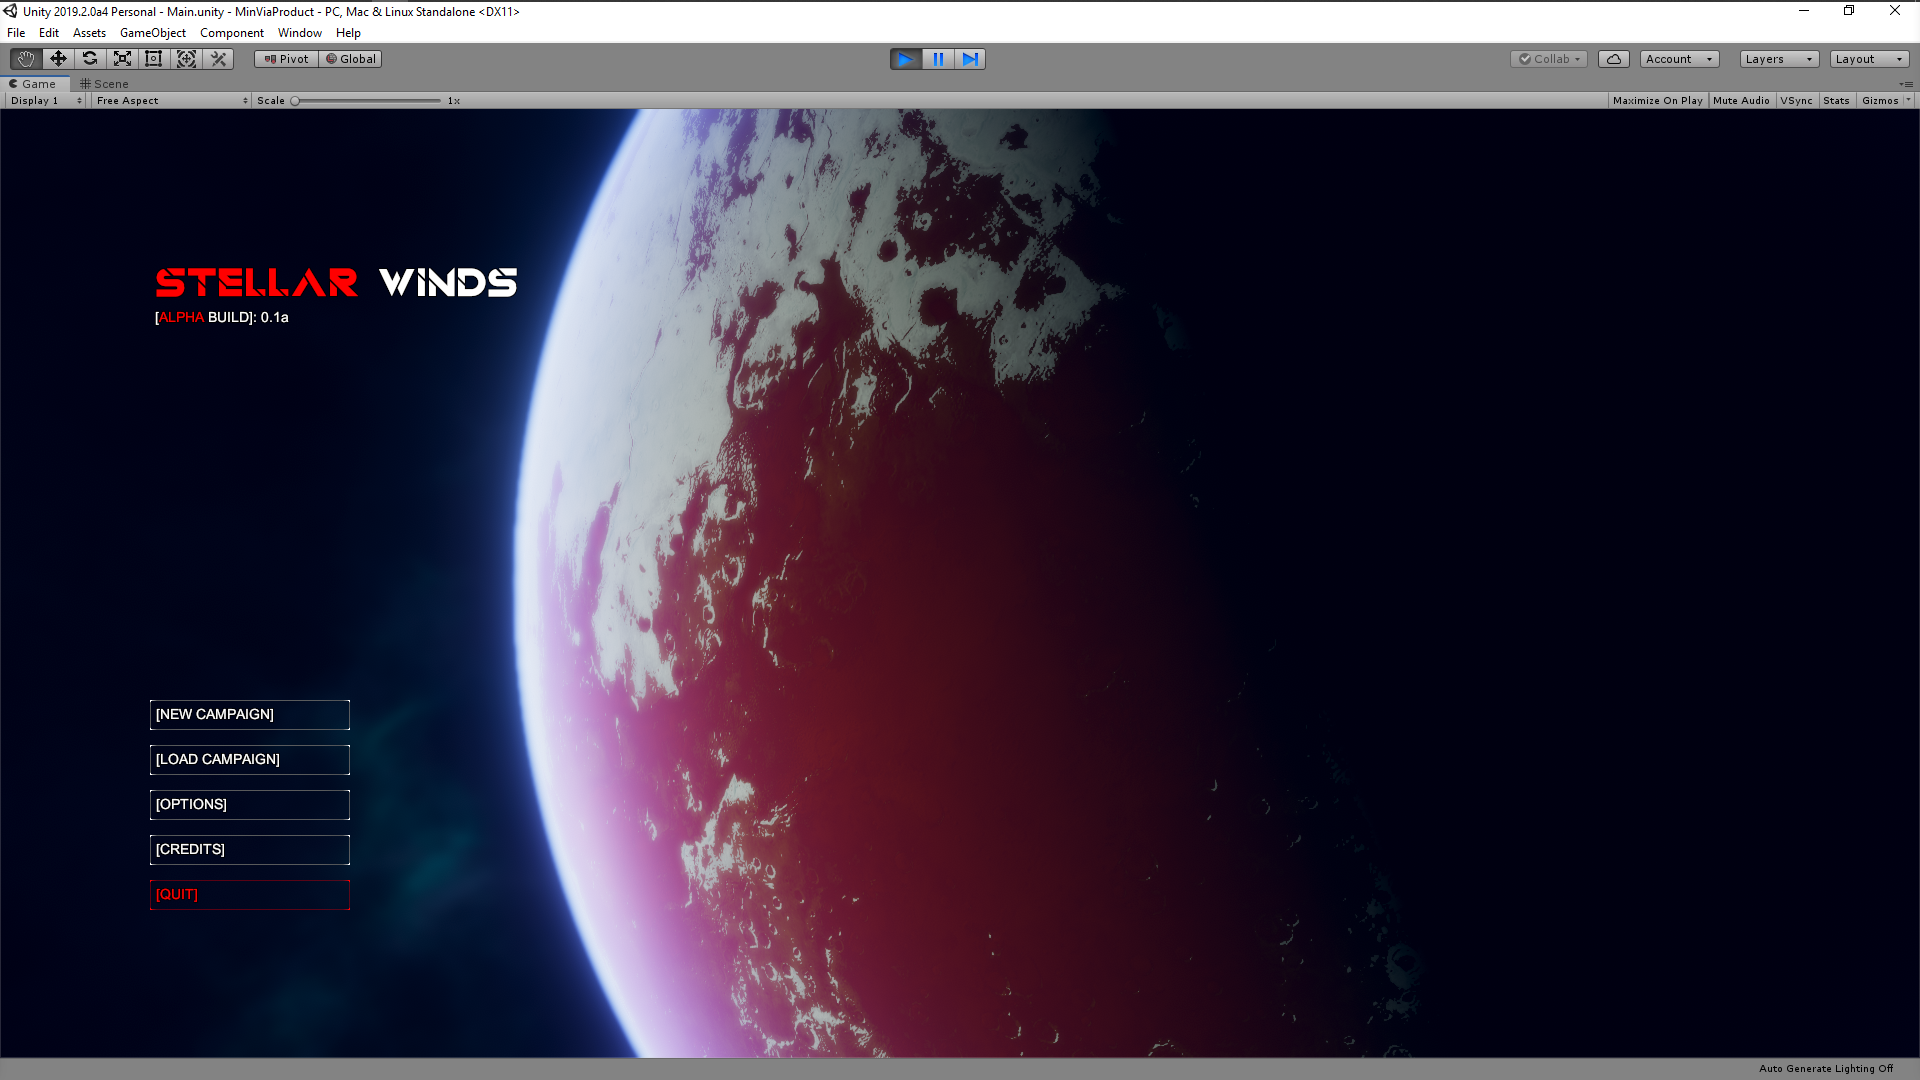 Unity 2019.2.0a4 Personal - Main.unity - MinViaProduct - PC, Mac & Linux Standalone <DX11>
File Edit Assets GameObject Component Window Help
Pivot Global Collab Account Layers Layout
Game Scene
Display 1 Free Aspect Scale 1x Maximize On Play Mute Audio VSync Stats Gizmos
STELLAR WINDS
[ALPHA BUILD]: 0.1a
[NEW CAMPAIGN]
[LOAD CAMPAIGN]
[OPTIONS]
[CREDITS]
[QUIT]
Auto Generate Lighting Off